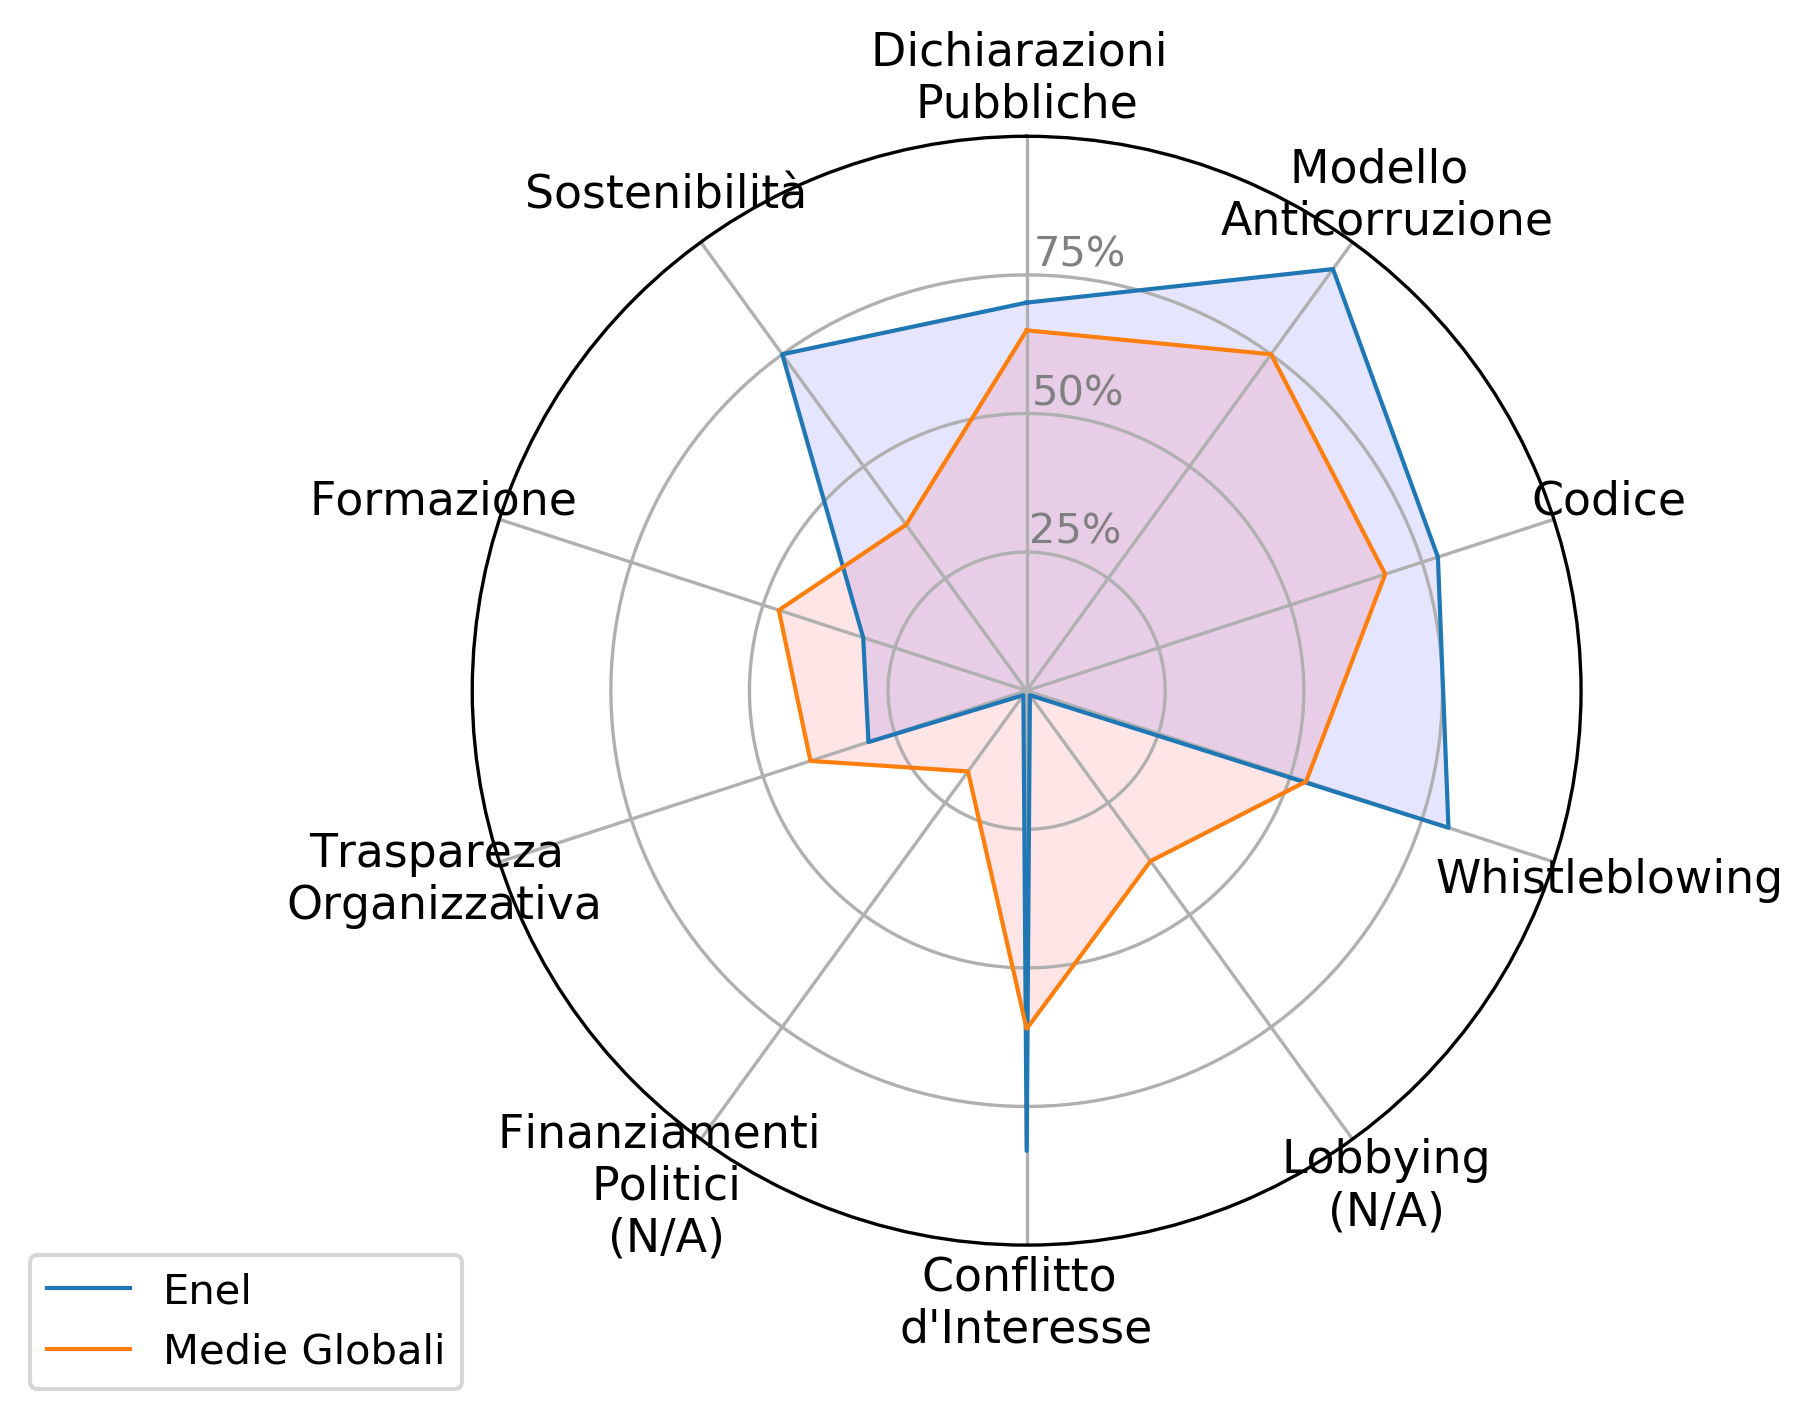 Dichiarazioni
Pubbliche
Modello
Anticorruzione
Sostenibilità
75%
50%
25%
Formazione
Codice
Traspareza
Organizzativa
Whistleblowing
Finanziamenti
Politici
(N/A)
Lobbying
(N/A)
Conflitto
d'Interesse
Enel
Medie Globali